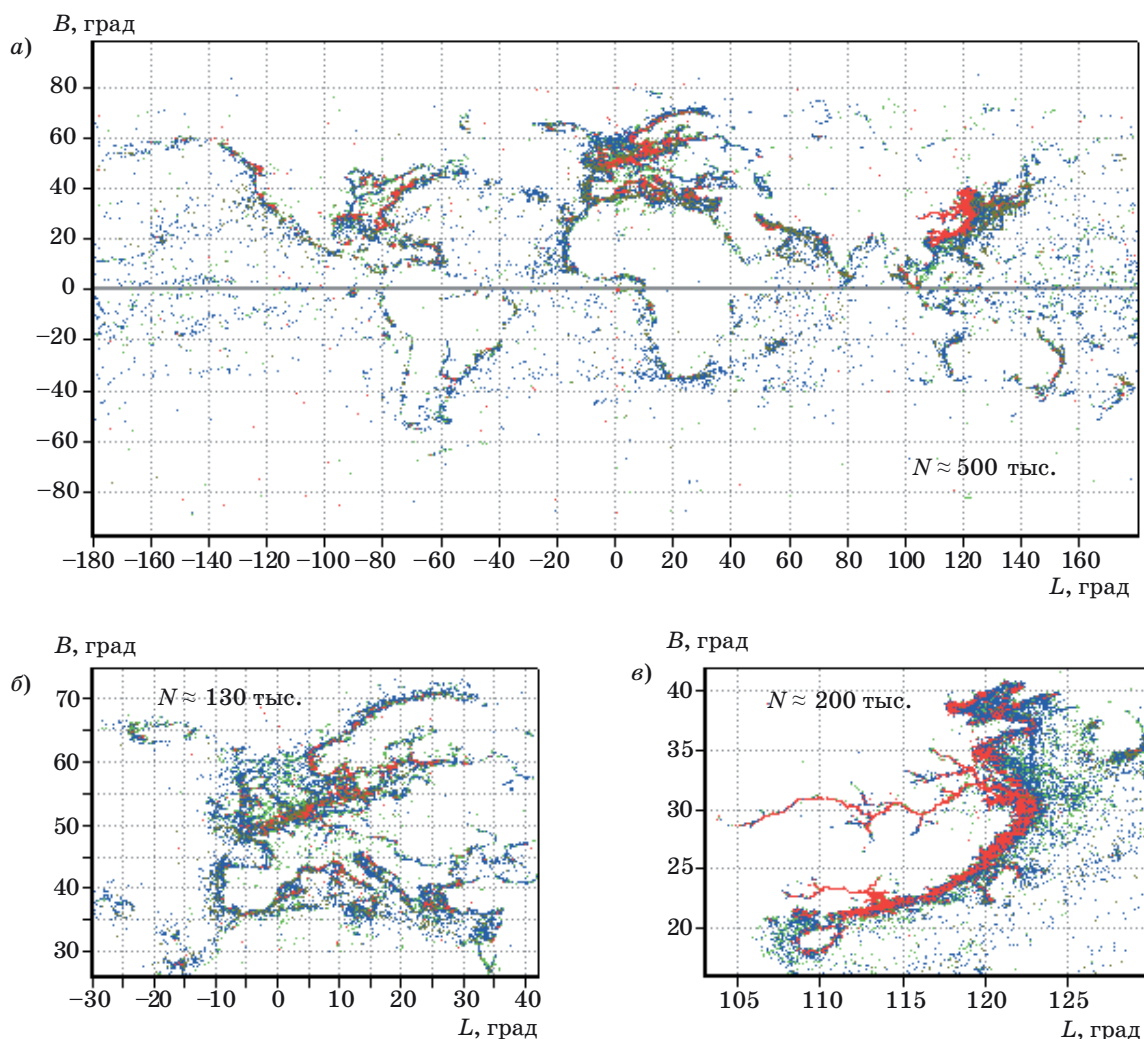 B, град
а)
80
60
40
20
0
−20
−40
−60
−80
N ≈ 500 тыс.
−180 −160 −140 −120 −100 −80 −60 −40 −20 0 20 40 60 80 100 120 140 160
L, град
B, град
б)
N ≈ 130 тыс.
70
60
50
40
30
−30 −20 −10 0 10 20 30 40
L, град
B, град
в)
N ≈ 200 тыс.
40
35
30
25
20
105 110 115 120 125
L, град